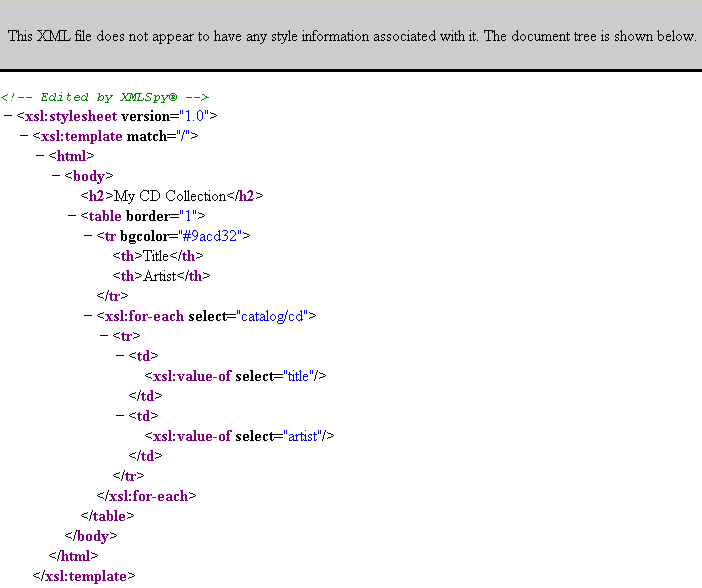 This XML file does not appear to have any style information associated with it. The document tree is shown below.
<!-- Edited by XMLSpy® -->
− <xsl:stylesheet version="1.0">
− <xsl:template match="/">
− <html>
− <body>
<h2>My CD Collection</h2>
− <table border="1">
− <tr bgcolor="#9acd32">
<th>Title</th>
<th>Artist</th>
</tr>
− <xsl:for-each select="catalog/cd">
− <tr>
− <td>
<xsl:value-of select="title"/>
</td>
− <td>
<xsl:value-of select="artist"/>
</td>
</tr>
</xsl:for-each>
</table>
</body>
</html>
</xsl:template>